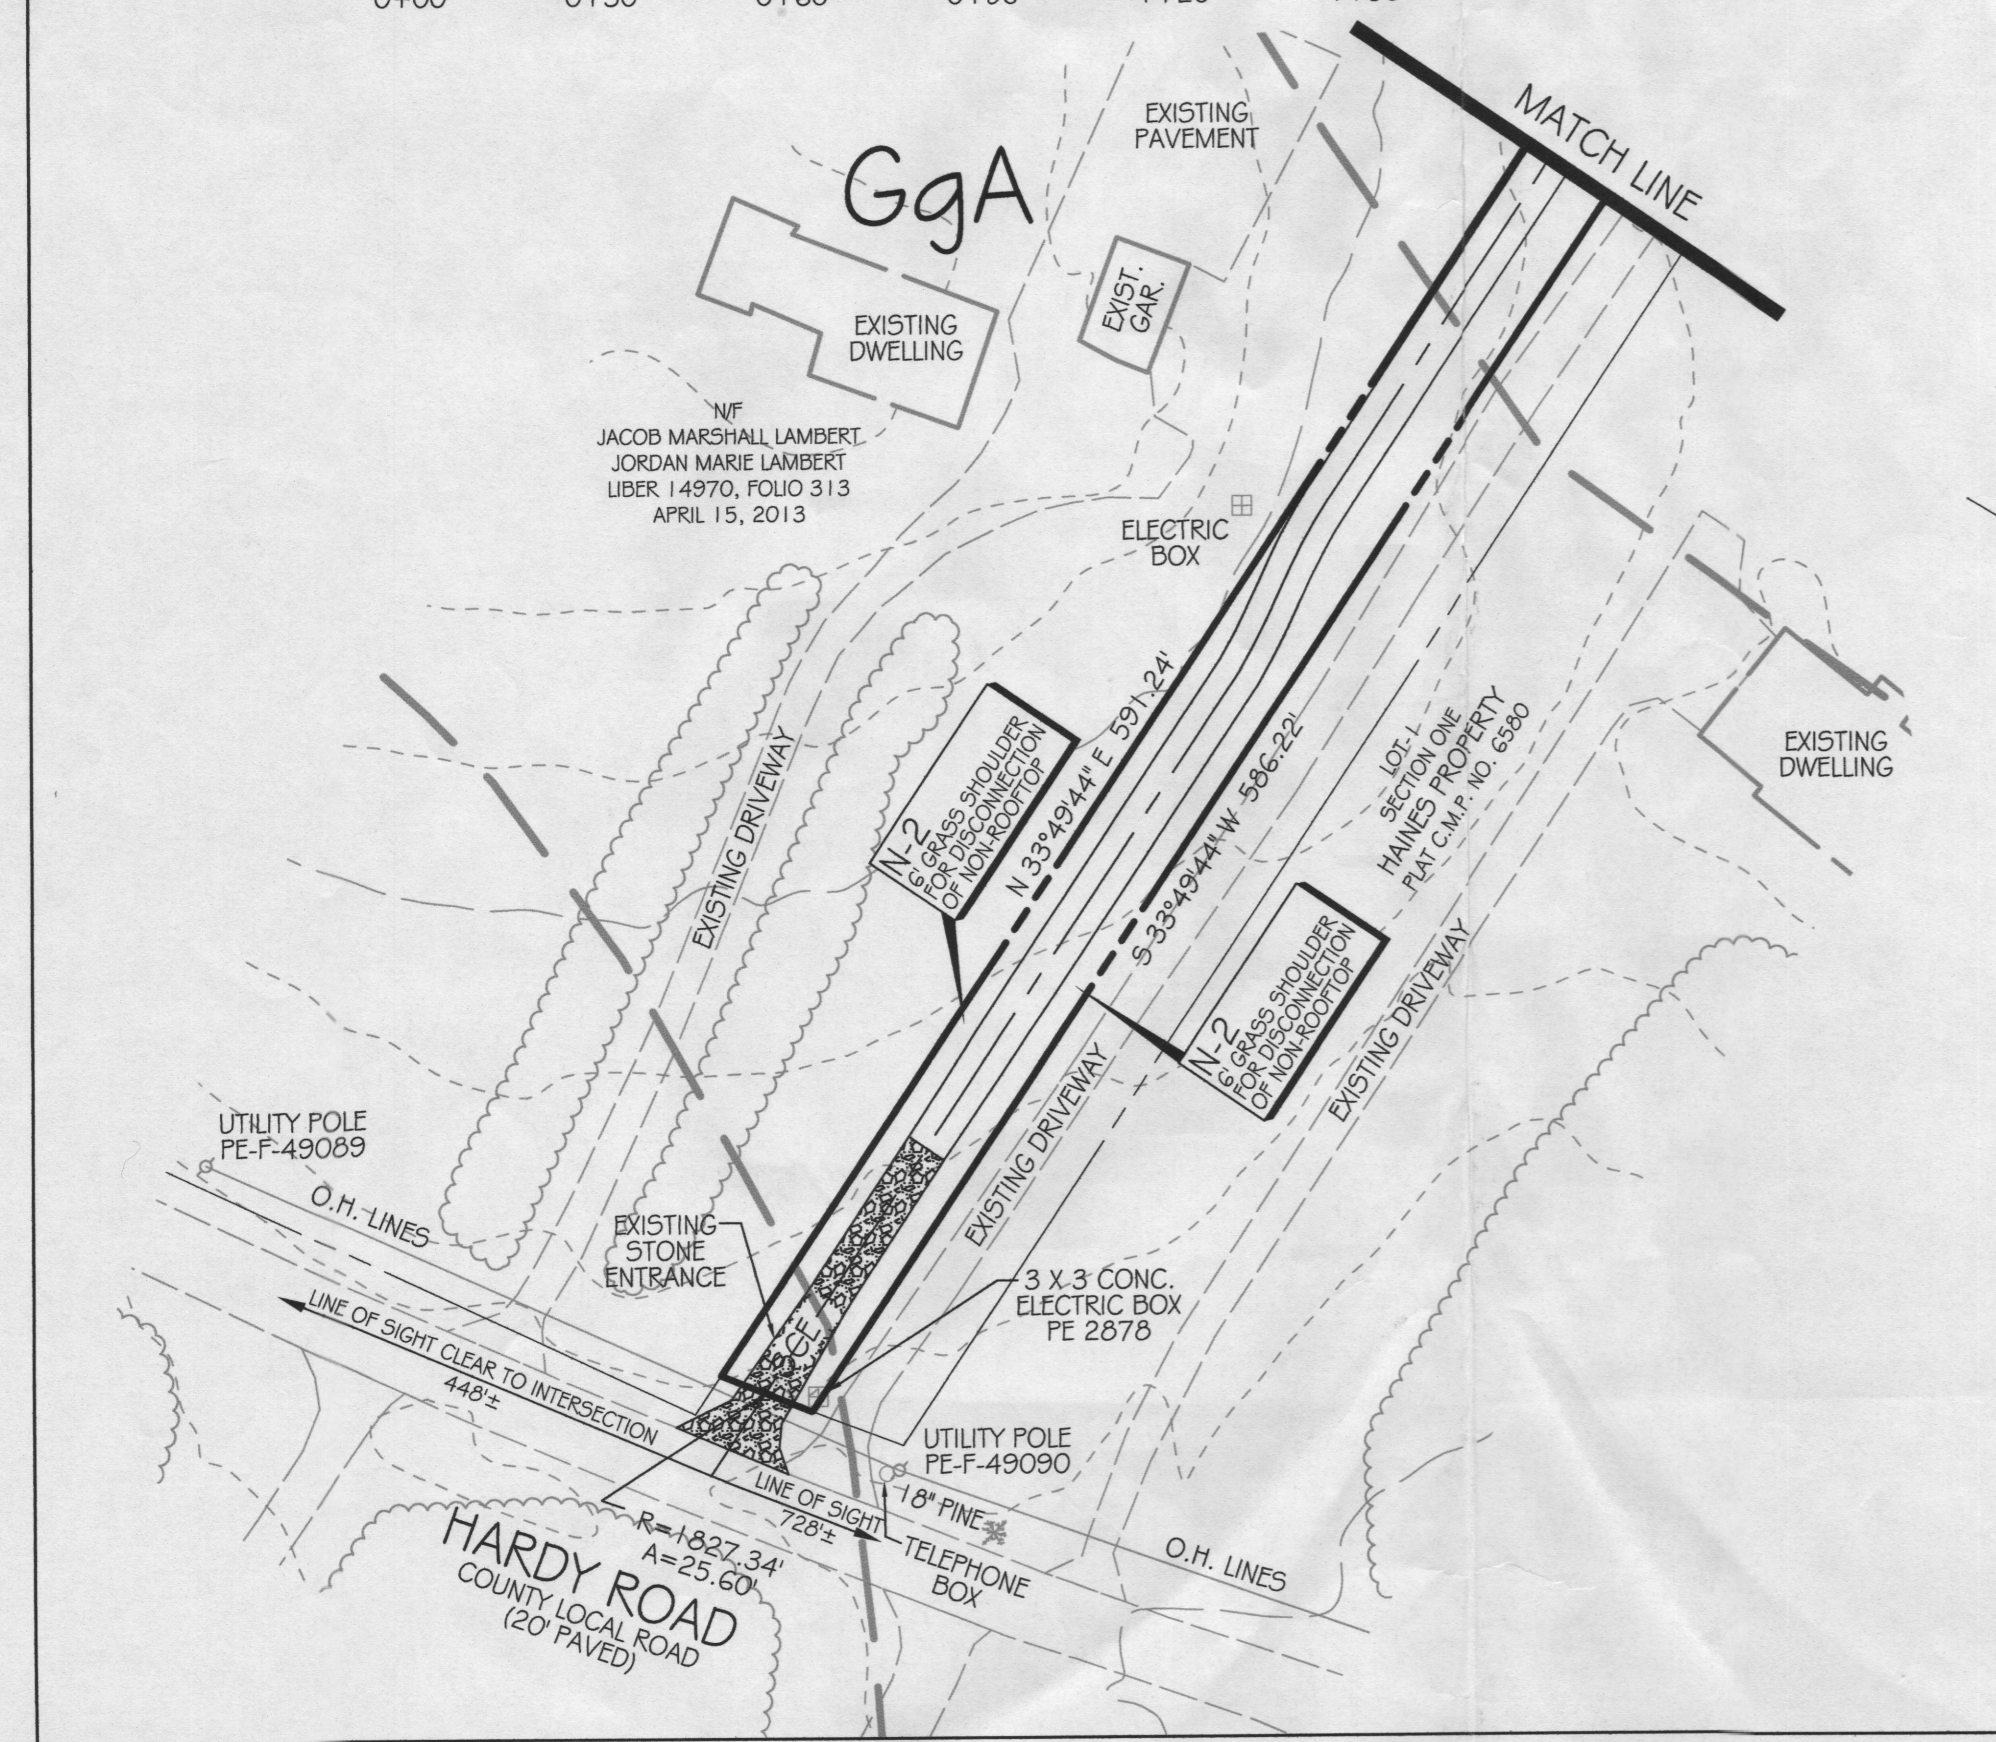 MATCH LINE
EXISTING
PAVEMENT
GgA
EXIST.
GAR.
EXISTING
DWELLING
N/F
JACOB MARSHALL LAMBERT
JORDAN MARIE LAMBERT
LIBER 14970, FOLIO 313
APRIL 15, 2013
ELECTRIC
BOX
N 33°49'44" E 591.24'
S 33°49'44" W 586.22'
LOT-1
SECTION ONE
HAINES PROPERTY
PLAT C.M.P. NO. 6580
EXISTING
DWELLING
EXISTING DRIVEWAY
N-2
6' GRASS SHOULDER
FOR DISCONNECTION
OF NON-ROOFTOP
N-2
6' GRASS SHOULDER
FOR DISCONNECTION
OF NON-ROOFTOP
EXISTING DRIVEWAY
EXISTING DRIVEWAY
UTILITY POLE
PE-F-49089
O.H. LINES
EXISTING
STONE
ENTRANCE
SCE
3 X 3 CONC.
ELECTRIC BOX
PE 2878
LINE OF SIGHT CLEAR TO INTERSECTION
448'±
UTILITY POLE
PE-F-49090
LINE OF SIGHT
728'±
18" PINE
TELEPHONE
BOX
O.H. LINES
R=1827.34'
A=25.60'
HARDY ROAD
COUNTY LOCAL ROAD
(20' PAVED)